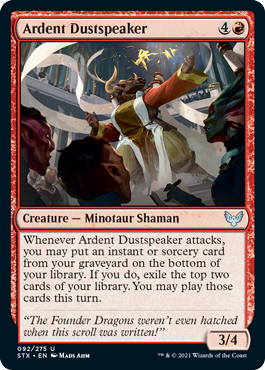 Ardent Dustspeaker 4
Creature — Minotaur Shaman
Whenever Ardent Dustspeaker attacks,
you may put an instant or sorcery card
from your graveyard on the bottom of
your library. If you do, exile the top two
cards of your library. You may play those
cards this turn.
“The Founder Dragons weren’t even hatched
when this scroll was written!”
3/4
092/275 U
STX • EN Mads Ahm
™ & © 2021 Wizards of the Coast